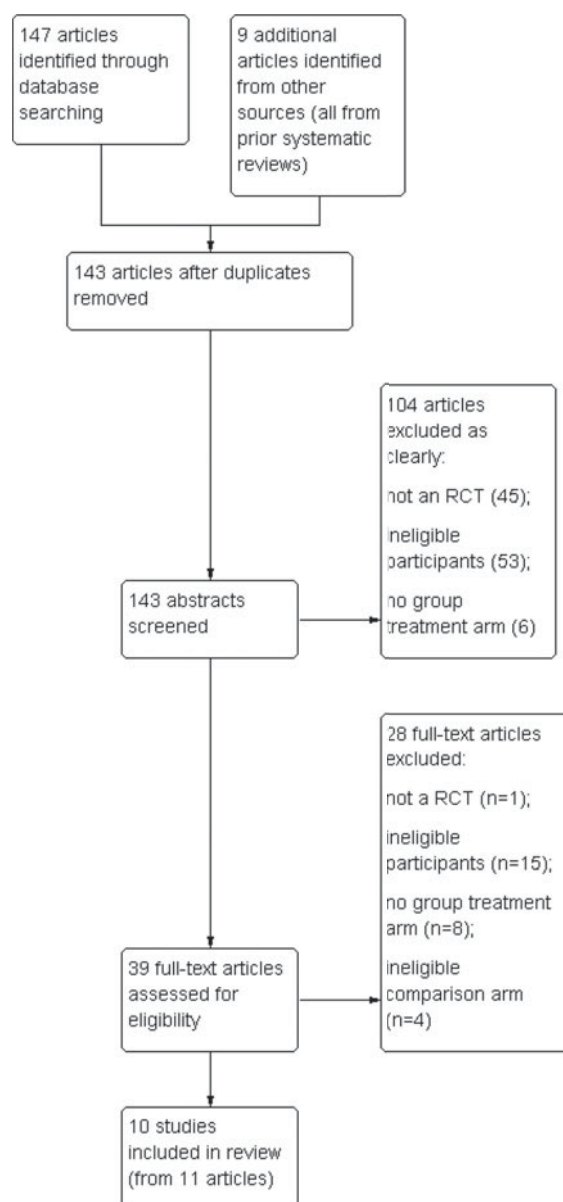 147 articles
identified through
database
searching
9 additional
articles identified
from other
sources (all from
prior systematic
reviews)
143 articles after duplicates
removed
104 articles
excluded as
clearly:
not an RCT (45);
ineligible
participants (53);
no group
treatment arm (6)
143 abstracts
screened
28 full-text articles
excluded:
not a RCT (n=1);
ineligible
participants (n=15);
no group treatment
arm (n=8);
ineligible
comparison arm
(n=4)
39 full-text articles
assessed for
eligibility
10 studies
included in review
(from 11 articles)